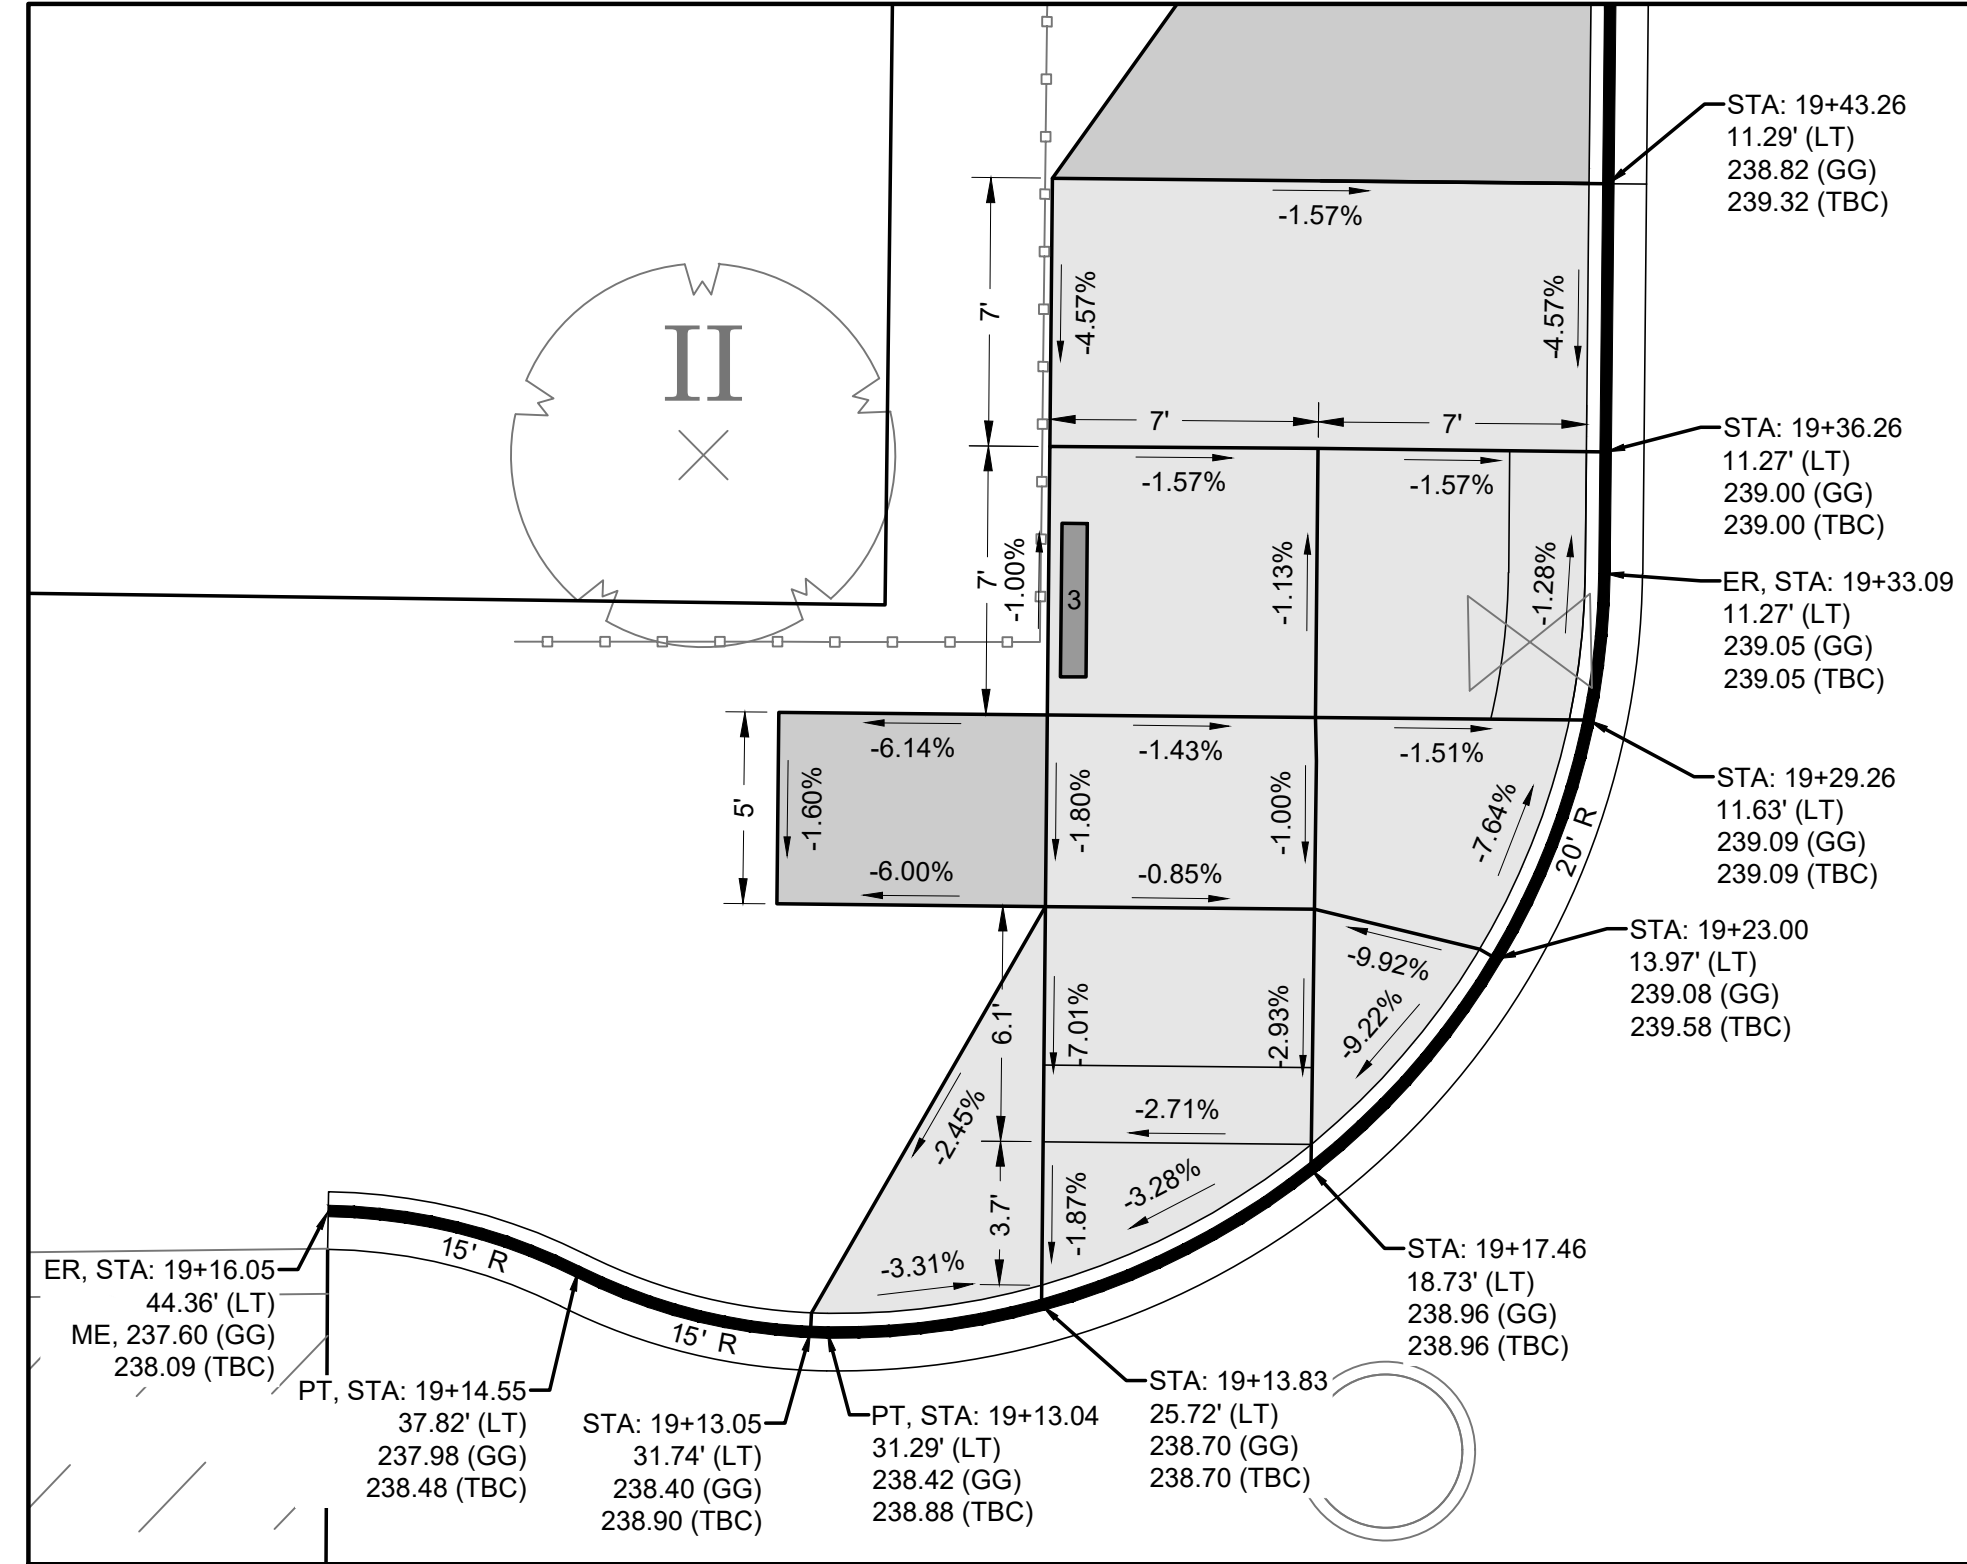 STA: 19+43.26
11.29' (LT)
238.82 (GG)
239.32 (TBC)
-1.57%
7'
-4.57%
-4.57%
II
7'
7'
STA: 19+36.26
11.27' (LT)
239.00 (GG)
239.00 (TBC)
-1.57%
-1.57%
7'
-1.00%
3
-1.13%
-1.28%
ER, STA: 19+33.09
11.27' (LT)
239.05 (GG)
239.05 (TBC)
-6.14%
-1.43%
-1.51%
5'
-1.60%
-1.80%
-1.00%
-7.64%
20' R
STA: 19+29.26
11.63' (LT)
239.09 (GG)
239.09 (TBC)
-6.00%
-0.85%
STA: 19+23.00
13.97' (LT)
239.08 (GG)
239.58 (TBC)
-9.92%
6.1'
-7.01%
-2.93%
-9.22%
-2.45%
-2.71%
3.7'
-1.87%
-3.28%
-3.31%
15' R
15' R
ER, STA: 19+16.05
44.36' (LT)
ME, 237.60 (GG)
238.09 (TBC)
PT, STA: 19+14.55
37.82' (LT)
237.98 (GG)
238.48 (TBC)
STA: 19+13.05
31.74' (LT)
238.40 (GG)
238.90 (TBC)
PT, STA: 19+13.04
31.29' (LT)
238.42 (GG)
238.88 (TBC)
STA: 19+13.83
25.72' (LT)
238.70 (GG)
238.70 (TBC)
STA: 19+17.46
18.73' (LT)
238.96 (GG)
238.96 (TBC)